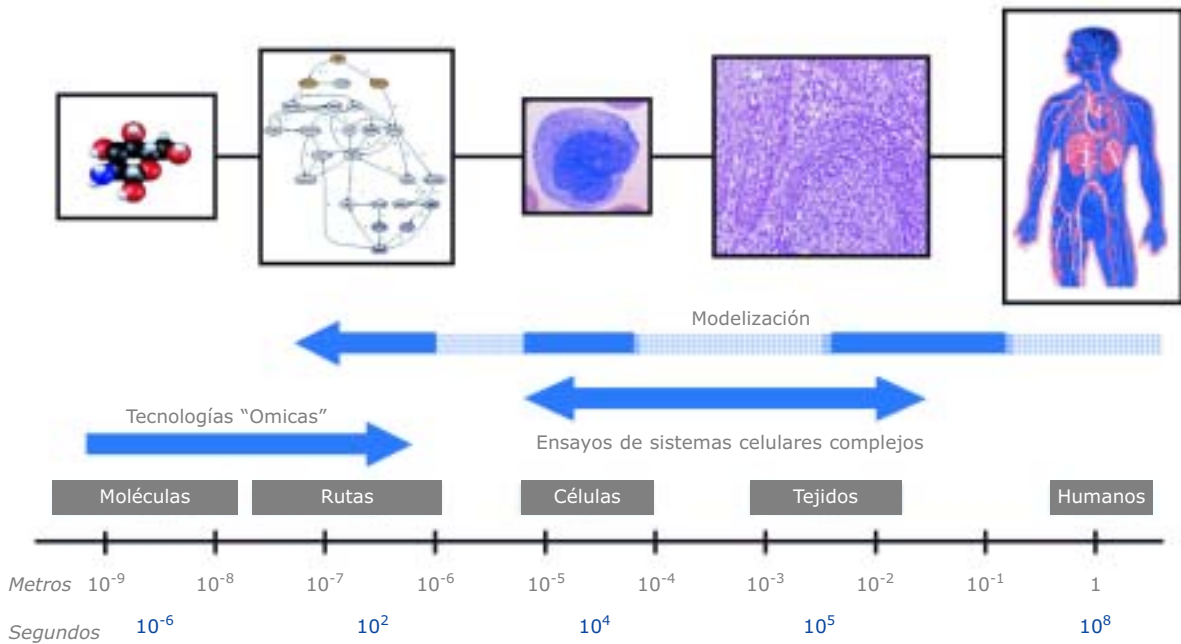 Modelización
Tecnologías “Omicas”
Ensayos de sistemas celulares complejos
Moléculas Rutas Células Tejidos Humanos
Metros 10⁻⁹ 10⁻⁸ 10⁻⁷ 10⁻⁶ 10⁻⁵ 10⁻⁴ 10⁻³ 10⁻² 10⁻¹ 1
Segundos 10⁻⁶ 10² 10⁴ 10⁵ 10⁸